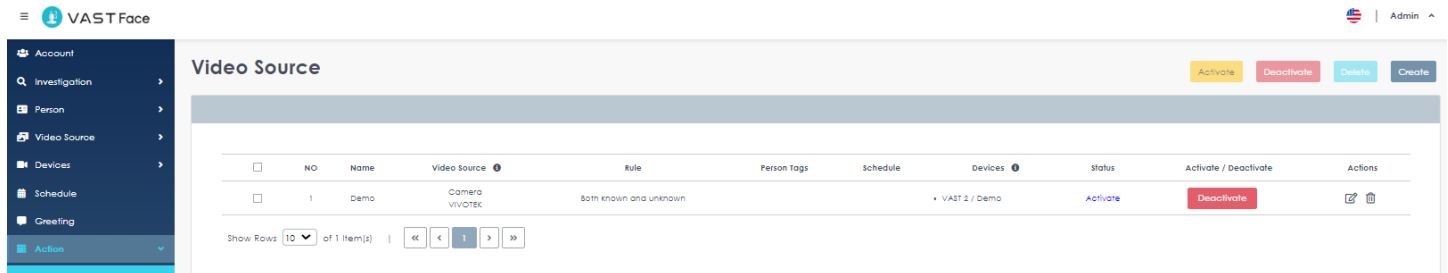 VAST Face
Admin
Account
Investigation
Person
Video Source
Devices
Schedule
Greeting
Action
Video Source
Activate Deactivate Delete Create
NO Name Video Source Rule Person Tags Schedule Devices Status Activate / Deactivate Actions
1 Demo Camera VIVOTEK Both known and unknown • VAST 2 / Demo Activate Deactivate
Show Rows 10 of 1 Item(s) | « < 1 > »